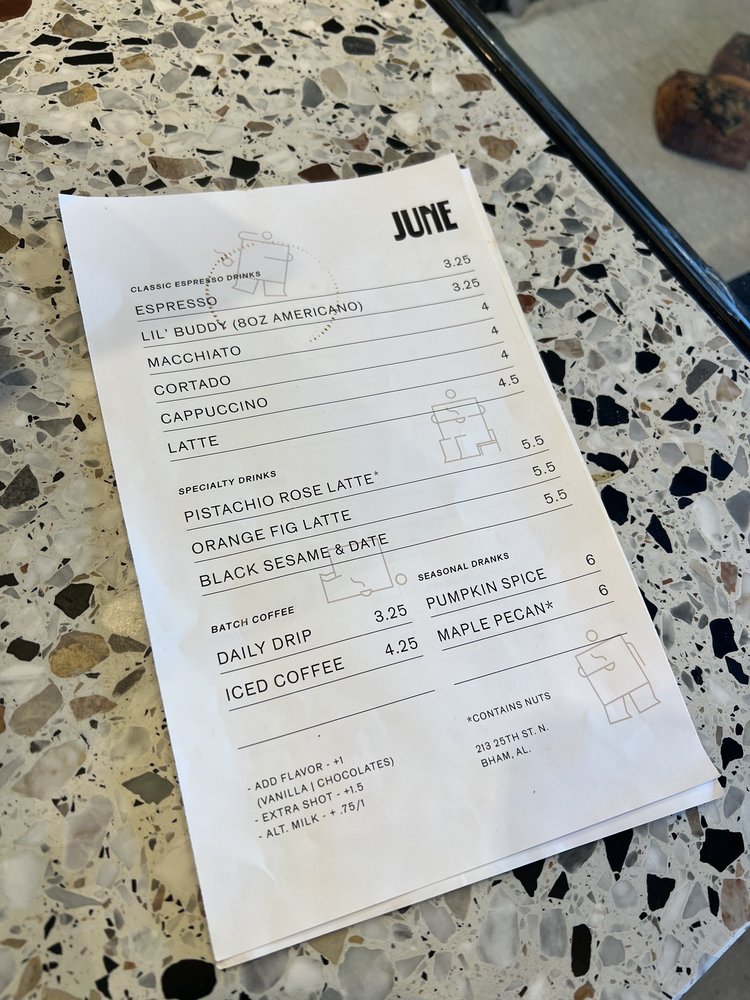 JUNE
CLASSIC ESPRESSO DRINKS
ESPRESSO 3.25
LIL' BUDDY (8OZ AMERICANO) 3.25
MACCHIATO 4
CORTADO 4
CAPPUCCINO 4
LATTE 4.5
SPECIALTY DRINKS
PISTACHIO ROSE LATTE* 5.5
ORANGE FIG LATTE 5.5
BLACK SESAME & DATE 5.5
BATCH COFFEE
DAILY DRIP 3.25
ICED COFFEE 4.25
SEASONAL DRANKS
PUMPKIN SPICE 6
MAPLE PECAN* 6
- ADD FLAVOR - +1
(VANILLA | CHOCOLATES)
- EXTRA SHOT - +1.5
- ALT. MILK - + .75/1
*CONTAINS NUTS
213 25TH ST. N.
BHAM, AL.